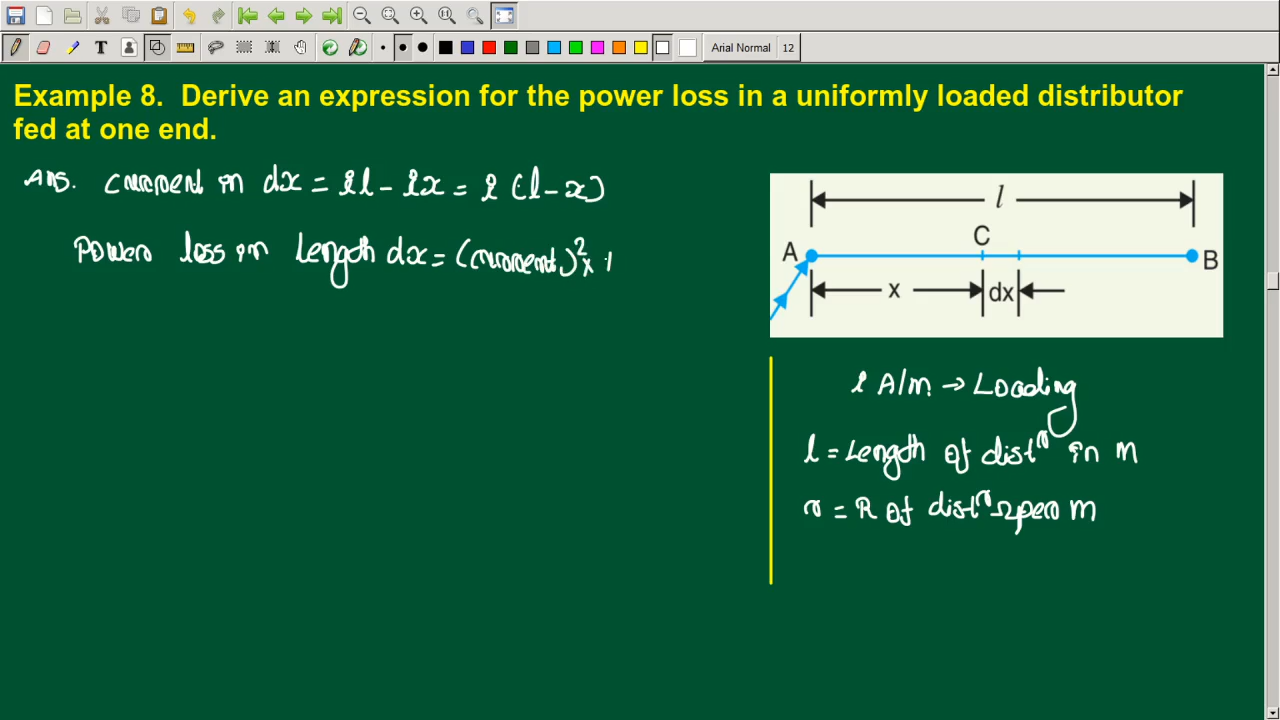 Arial Normal 12
Example 8. Derive an expression for the power loss in a uniformly loaded distributor
fed at one end.
Ans. Current in dx = il - ix = i (l - x)
Power loss in Length dx = (current)² x
l
A
C
B
x
dx
i A/m → Loading
l = Length of distʳ in m
r = R of distʳ Ω per m